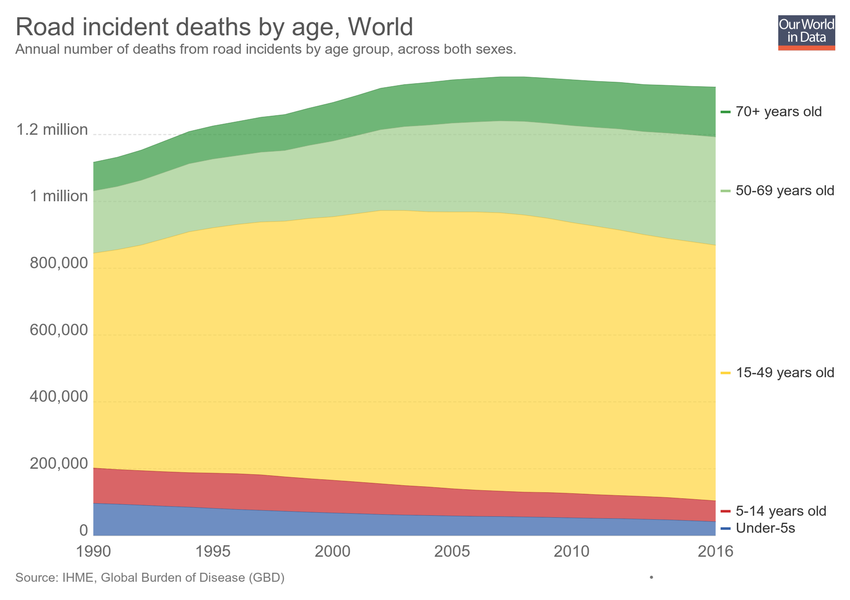 Road incident deaths by age, World
Annual number of deaths from road incidents by age group, across both sexes.
Our World
in Data
1.2 million
1 million
800,000
600,000
400,000
200,000
0
70+ years old
50-69 years old
15-49 years old
5-14 years old
Under-5s
1990
1995
2000
2005
2010
2016
Source: IHME, Global Burden of Disease (GBD)